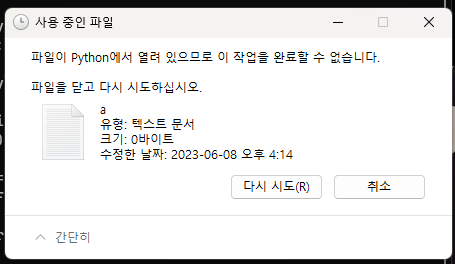 사용 중인 파일
파일이 Python에서 열려 있으므로 이 작업을 완료할 수 없습니다.
파일을 닫고 다시 시도하십시오.
a
유형: 텍스트 문서
크기: 0바이트
수정한 날짜: 2023-06-08 오후 4:14
다시 시도(R)
취소
간단히